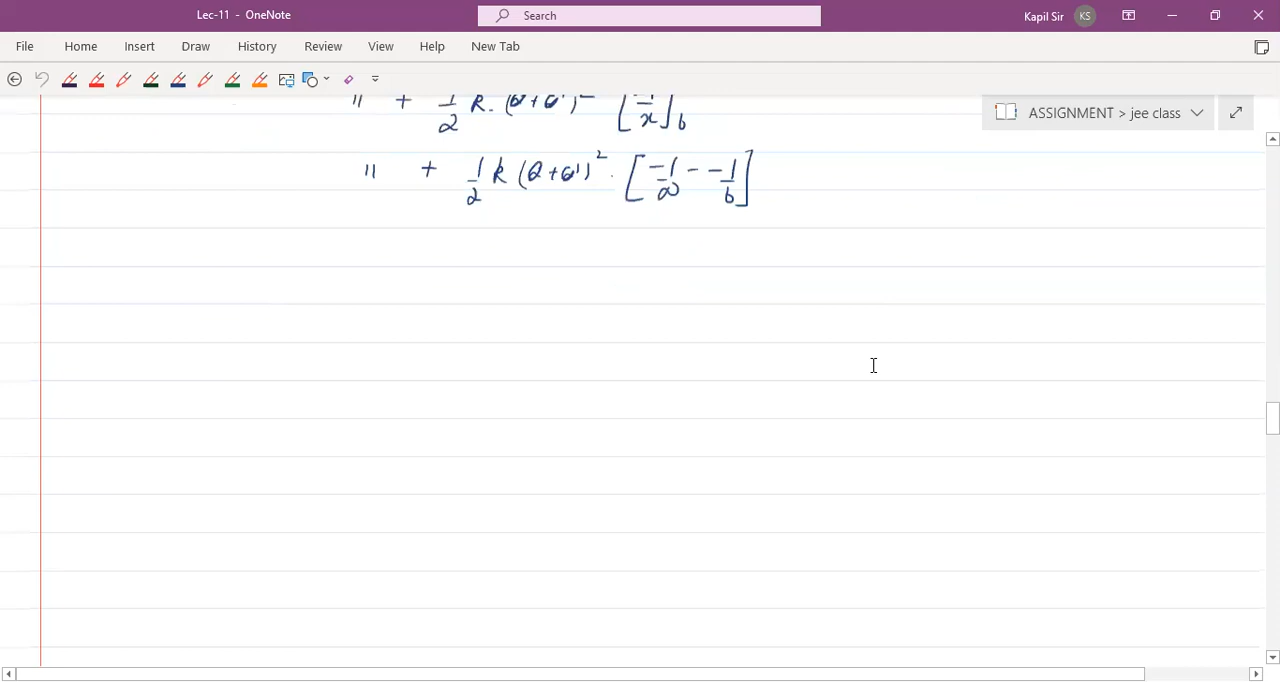 Lec-11 - OneNote
Search
Kapil Sir KS
File Home Insert Draw History Review View Help New Tab
ASSIGNMENT > jee class
" + 1/2 k. (Q+Q')² [-1/x]b
" + 1/2 k (Q+Q')² . [-1/∞ - -1/b]